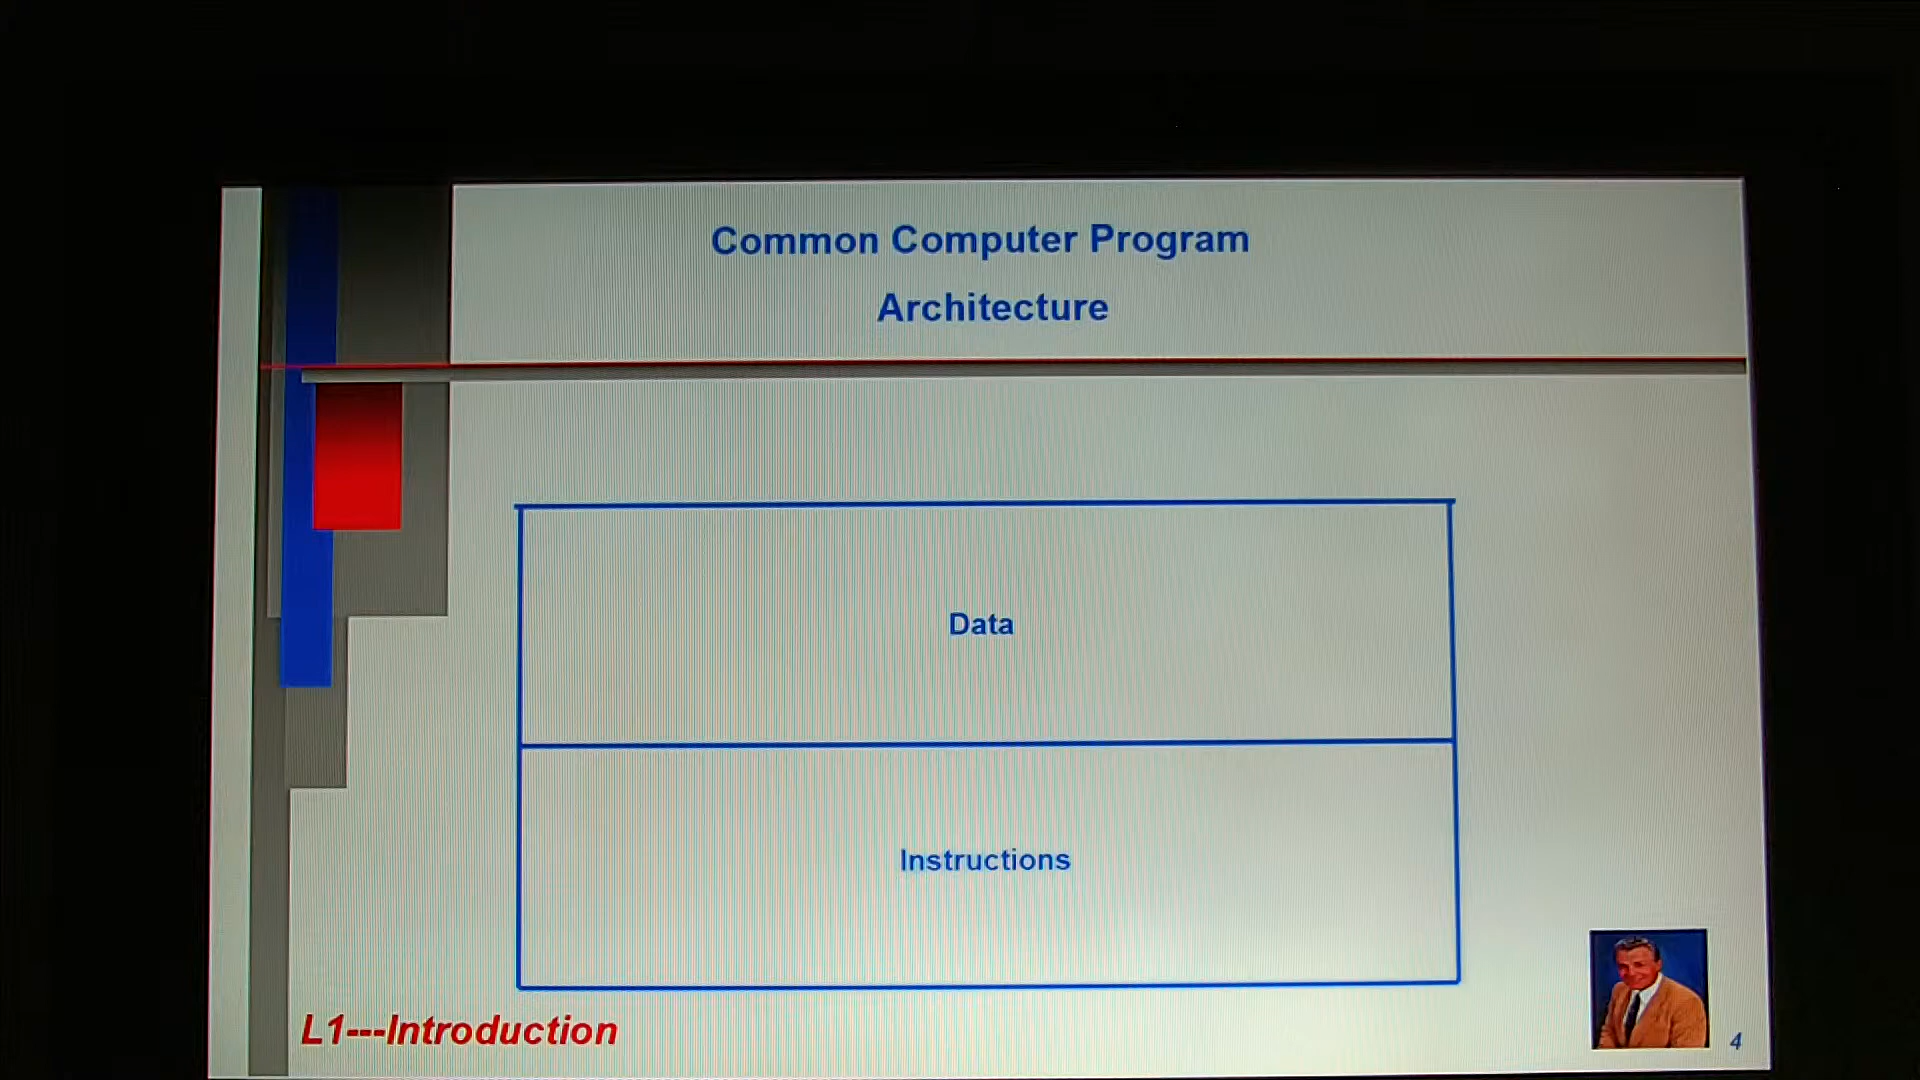 Common Computer Program
Architecture
Data
Instructions
L1---Introduction
4